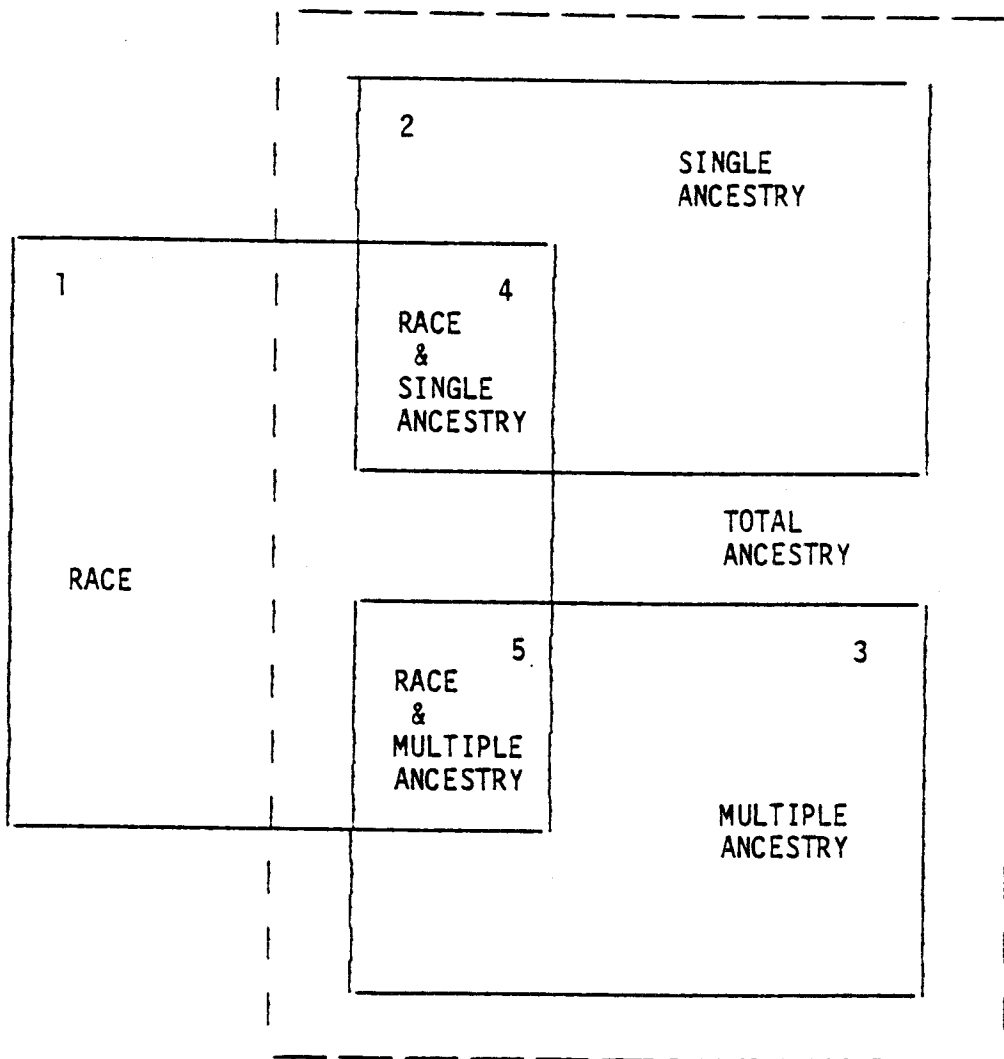 2
SINGLE
ANCESTRY
1
4
RACE
&
SINGLE
ANCESTRY
TOTAL
ANCESTRY
RACE
5
RACE
&
MULTIPLE
ANCESTRY
3
MULTIPLE
ANCESTRY